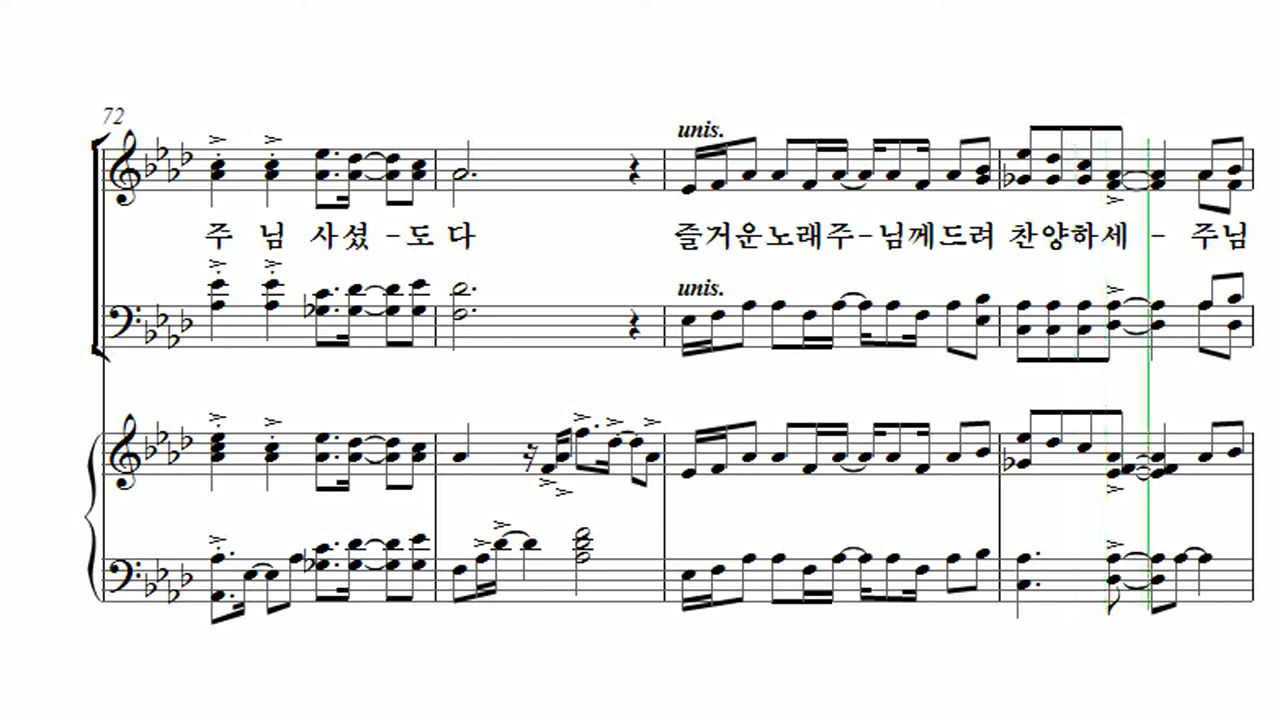 72
unis.
주 님 사셨 - 도 다 즐거운노래주-님께드려 찬양하세 - 주님
unis.